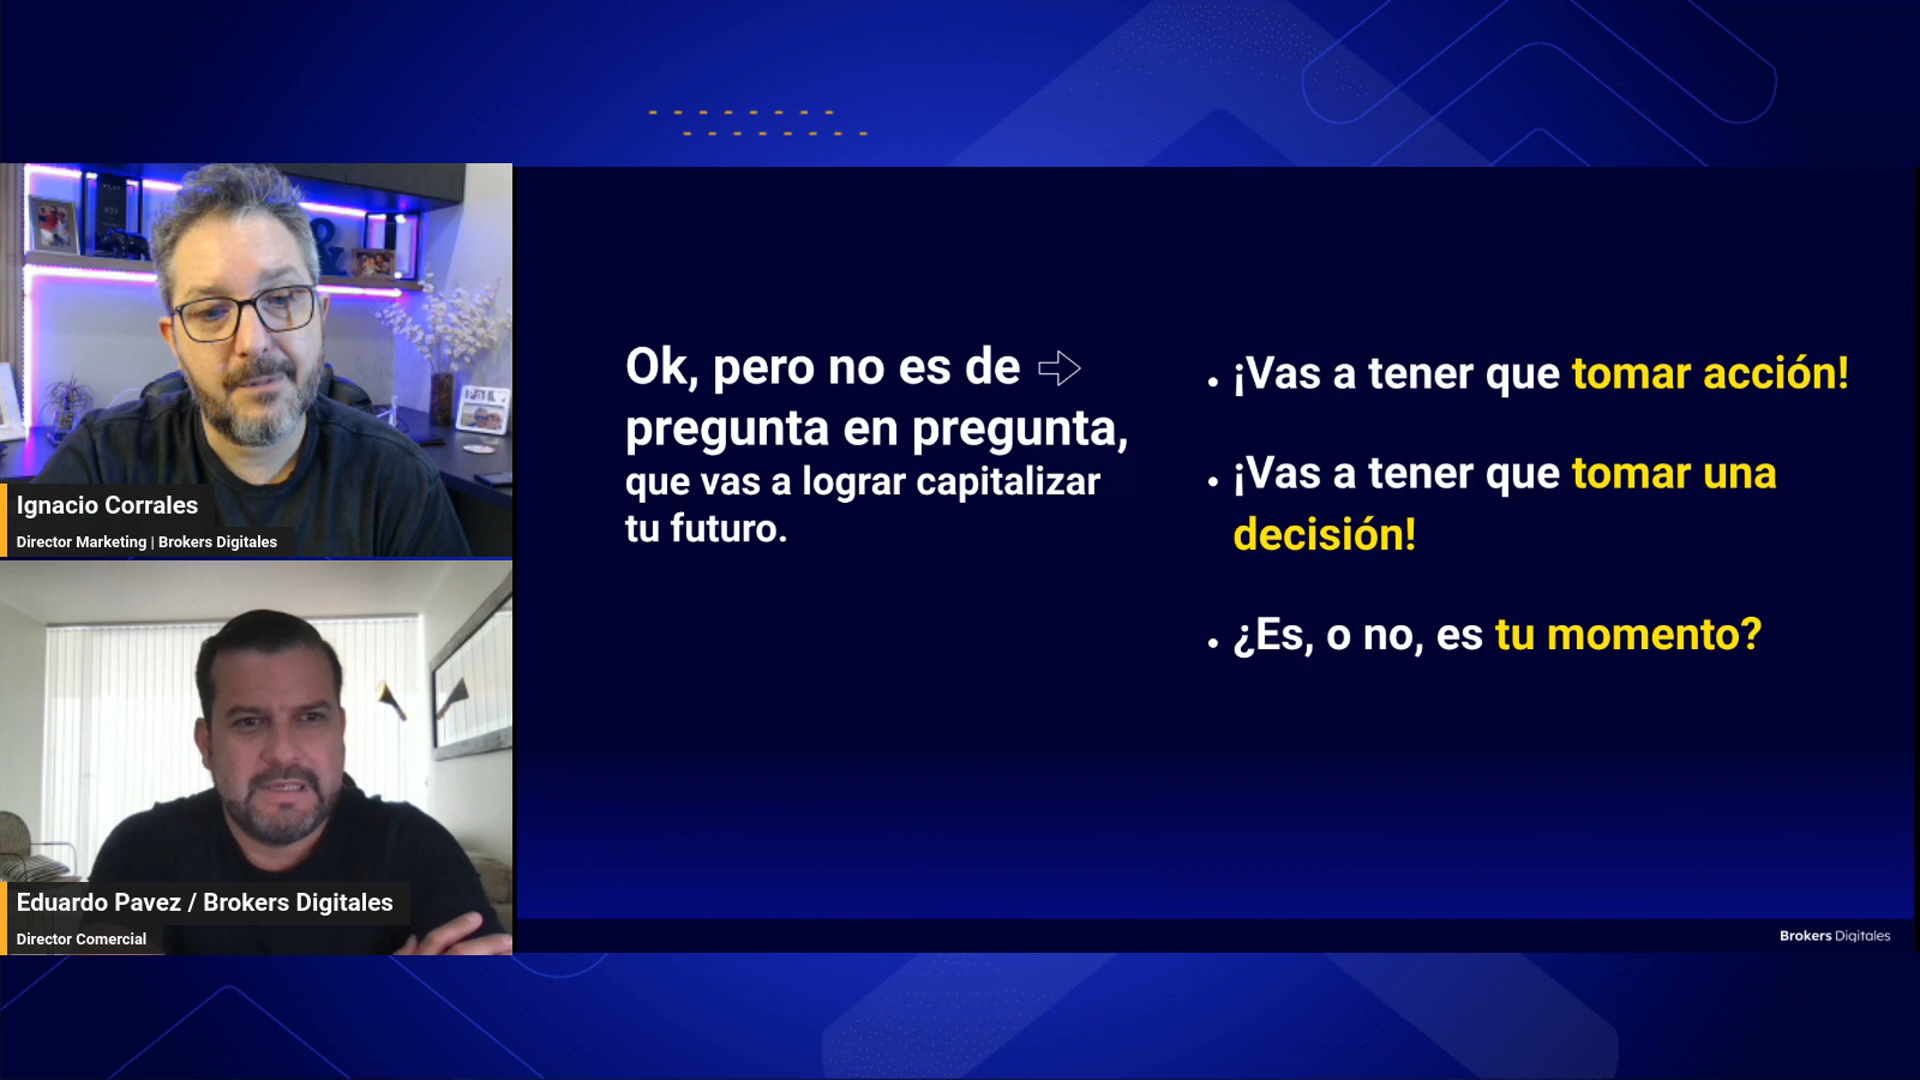 Ignacio Corrales
Director Marketing | Brokers Digitales
Eduardo Pavez / Brokers Digitales
Director Comercial
Ok, pero no es de ⇨
pregunta en pregunta,
que vas a lograr capitalizar
tu futuro.
• ¡Vas a tener que tomar acción!
• ¡Vas a tener que tomar una
decisión!
• ¿Es, o no, es tu momento?
Brokers Digitales